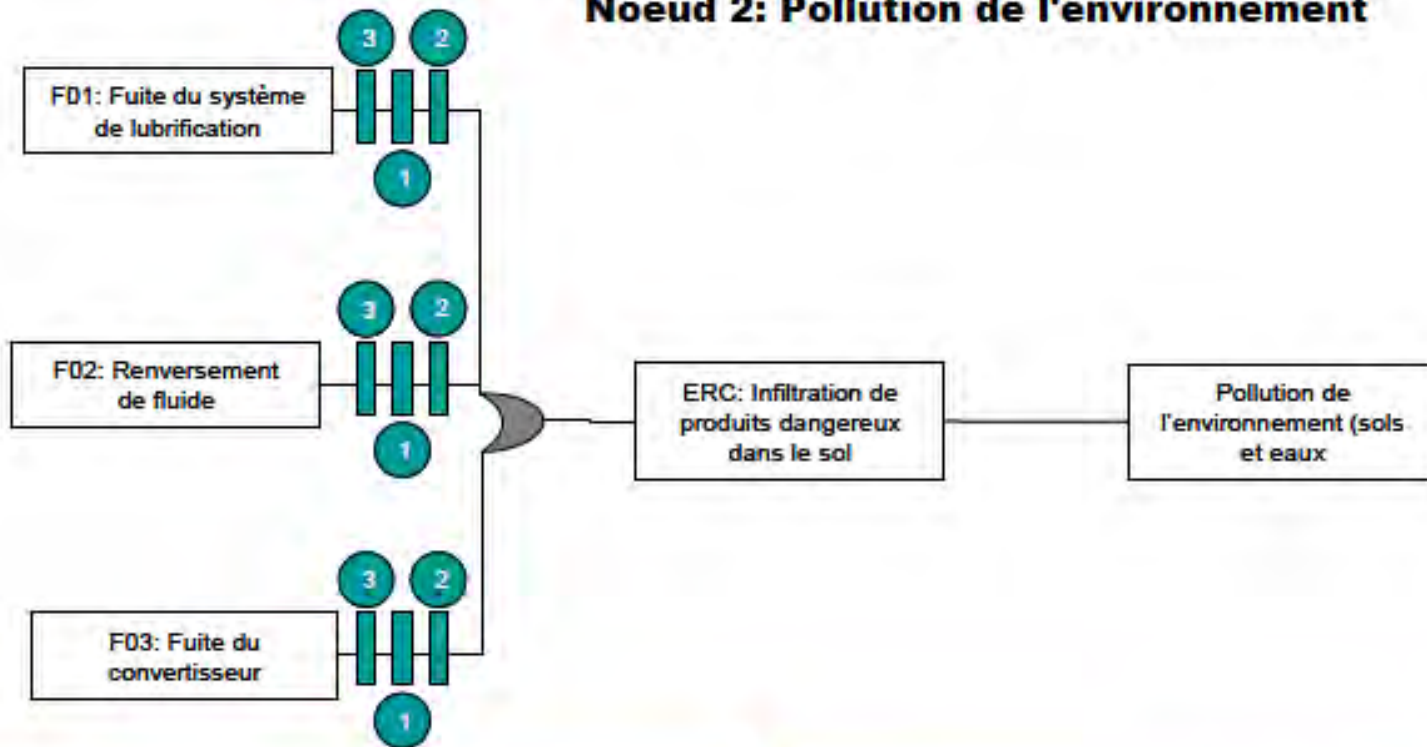 Noeud 2: Pollution de l'environnement
3
2
F01: Fuite du système
de lubrification
1
3
2
F02: Renversement
de fluide
1
ERC: Infiltration de
produits dangereux
dans le sol
Pollution de
l'environnement (sols
et eaux
3
2
F03: Fuite du
convertisseur
1